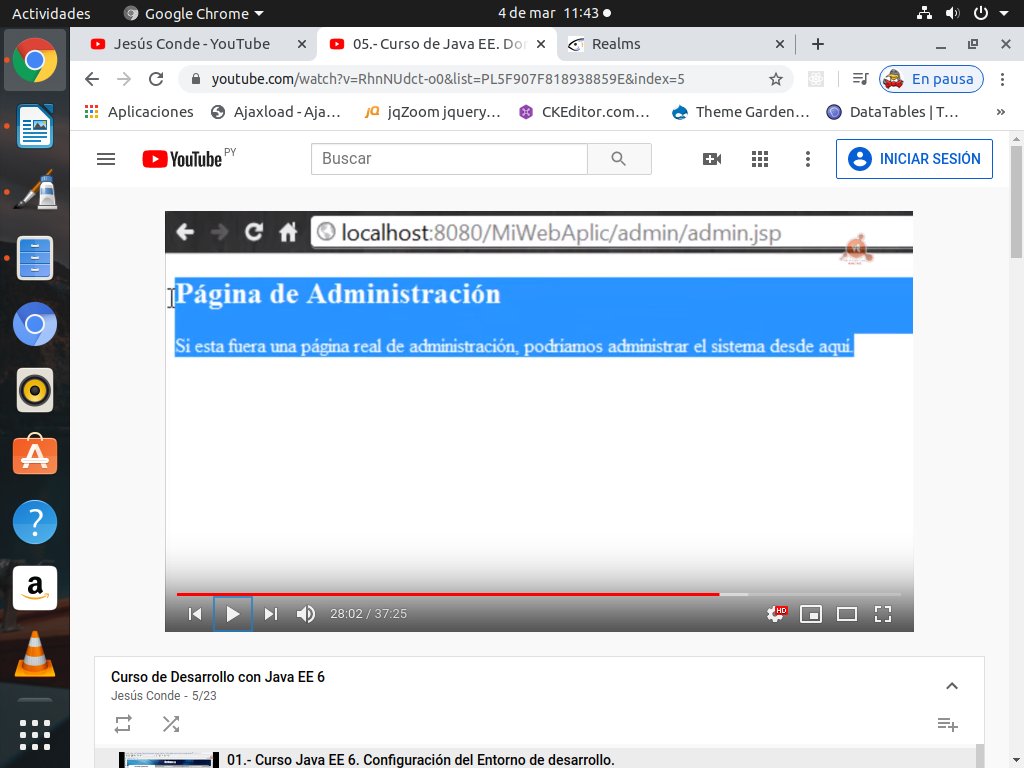 Actividades
Google Chrome
4 de mar 11:43
Jesús Conde - YouTube
05.- Curso de Java EE. Dor
Realms
youtube.com/watch?v=RhnNUdct-o0&list=PL5F907F818938859E&index=5
En pausa
Aplicaciones
Ajaxload - Aja...
jqZoom jquery...
CKEditor.com...
Theme Garden...
DataTables | T...
»
YouTube PY
Buscar
INICIAR SESIÓN
localhost:8080/MiWebAplic/admin/admin.jsp
Página de Administración
Si esta fuera una página real de administración, podríamos administrar el sistema desde aquí.
28:02 / 37:25
HD
Curso de Desarrollo con Java EE 6
Jesús Conde - 5/23
01.- Curso Java EE 6. Configuración del Entorno de desarrollo.